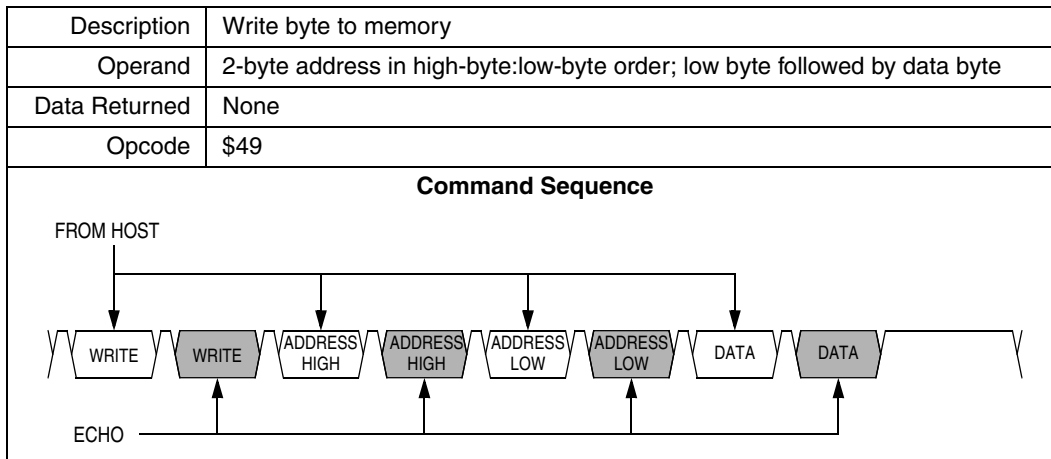 Description Write byte to memory
Operand 2-byte address in high-byte:low-byte order; low byte followed by data byte
Data Returned None
Opcode $49
Command Sequence
FROM HOST
WRITE WRITE ADDRESS HIGH ADDRESS HIGH ADDRESS LOW ADDRESS LOW DATA DATA
ECHO